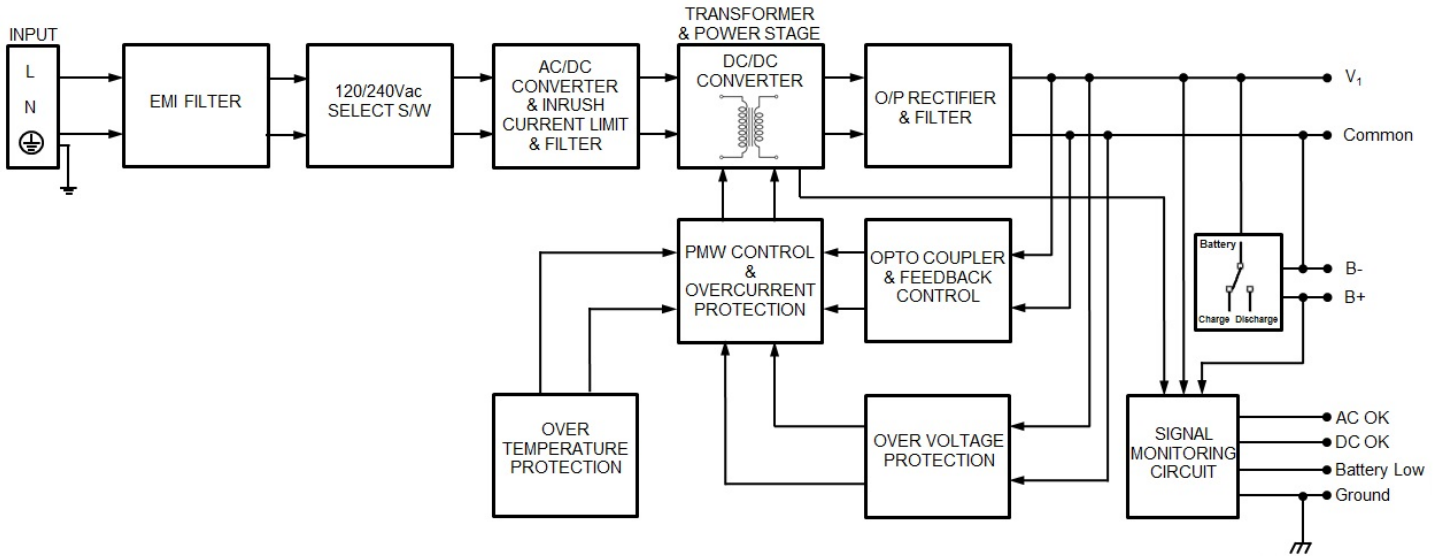 INPUT
L
N
EMI FILTER
120/240Vac
SELECT S/W
AC/DC
CONVERTER
& INRUSH
CURRENT LIMIT
& FILTER
TRANSFORMER
& POWER STAGE
DC/DC
CONVERTER
O/P RECTIFIER
& FILTER
V₁
Common
PMW CONTROL
&
OVERCURRENT
PROTECTION
OPTO COUPLER
& FEEDBACK
CONTROL
Battery
Charge Discharge
B-
B+
OVER
TEMPERATURE
PROTECTION
OVER VOLTAGE
PROTECTION
SIGNAL
MONITORING
CIRCUIT
AC OK
DC OK
Battery Low
Ground